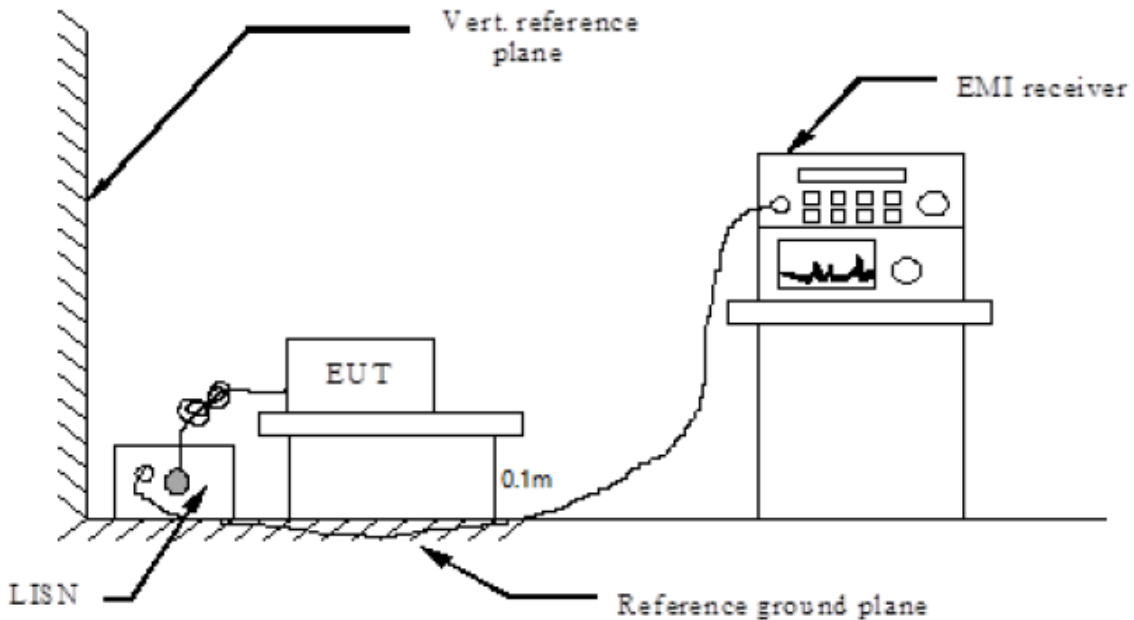 Vert. reference
plane
EMI receiver
EUT
0.1m
LISN
Reference ground plane